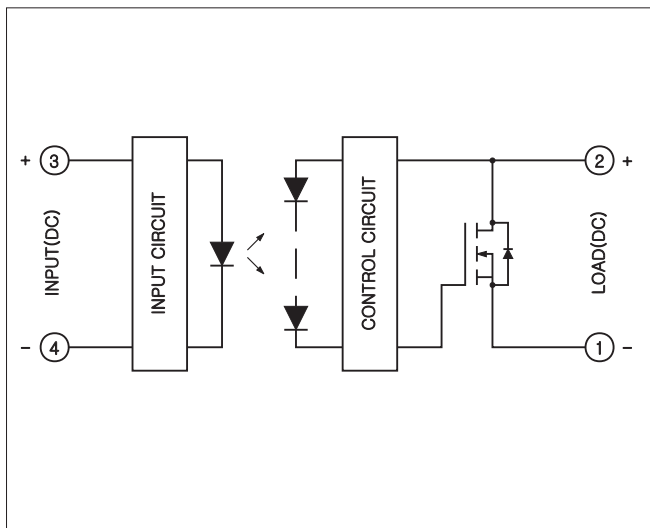 + 3
INPUT(DC)
- 4
INPUT CIRCUIT
CONTROL CIRCUIT
2 +
LOAD(DC)
1 -